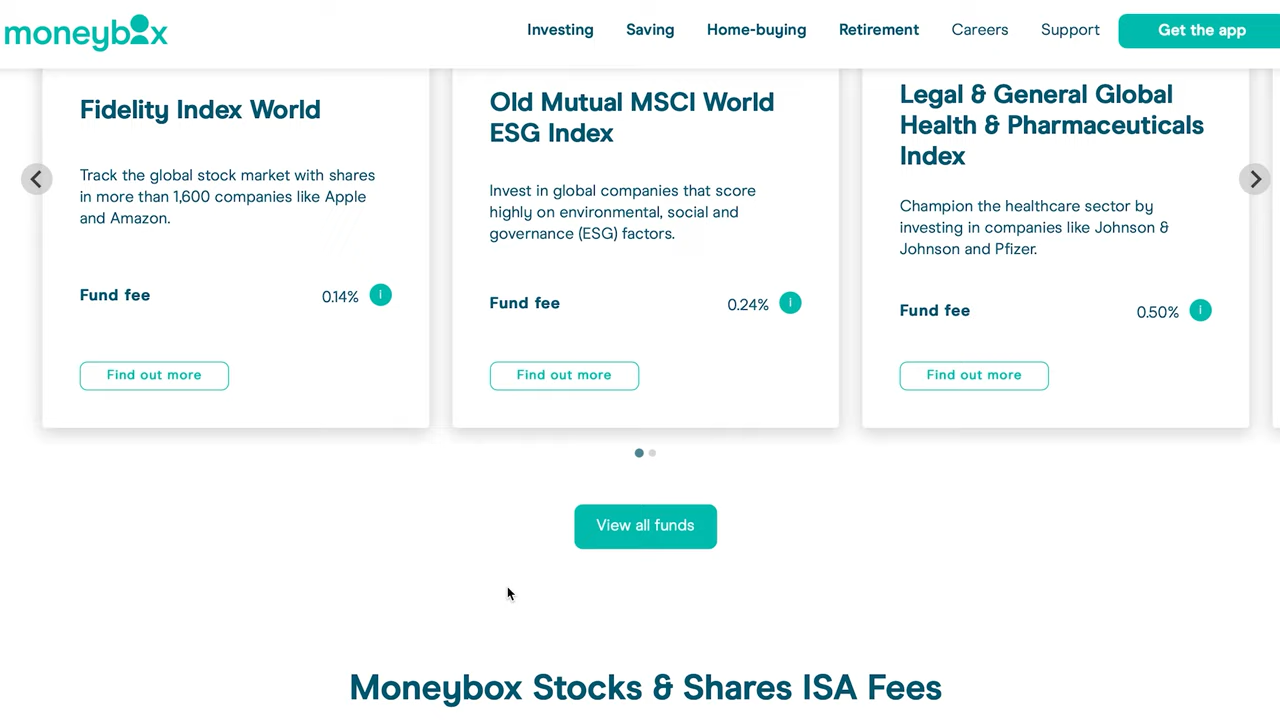 moneybox
Investing
Saving
Home-buying
Retirement
Careers
Support
Get the app
Fidelity Index World
Track the global stock market with shares
in more than 1,600 companies like Apple
and Amazon.
Fund fee
0.14%
i
Find out more
Old Mutual MSCI World
ESG Index
Invest in global companies that score
highly on environmental, social and
governance (ESG) factors.
Fund fee
0.24%
i
Find out more
Legal & General Global
Health & Pharmaceuticals
Index
Champion the healthcare sector by
investing in companies like Johnson &
Johnson and Pfizer.
Fund fee
0.50%
i
Find out more
View all funds
Moneybox Stocks & Shares ISA Fees